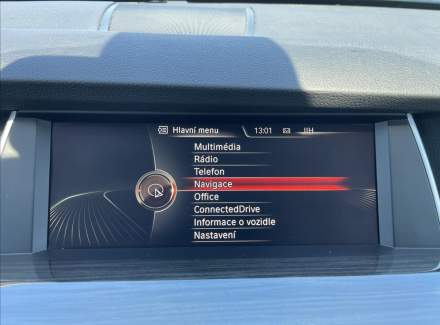 Hlavní menu 13:01
Multimédia
Rádio
Telefon
Navigace
Office
ConnectedDrive
Informace o vozidle
Nastavení